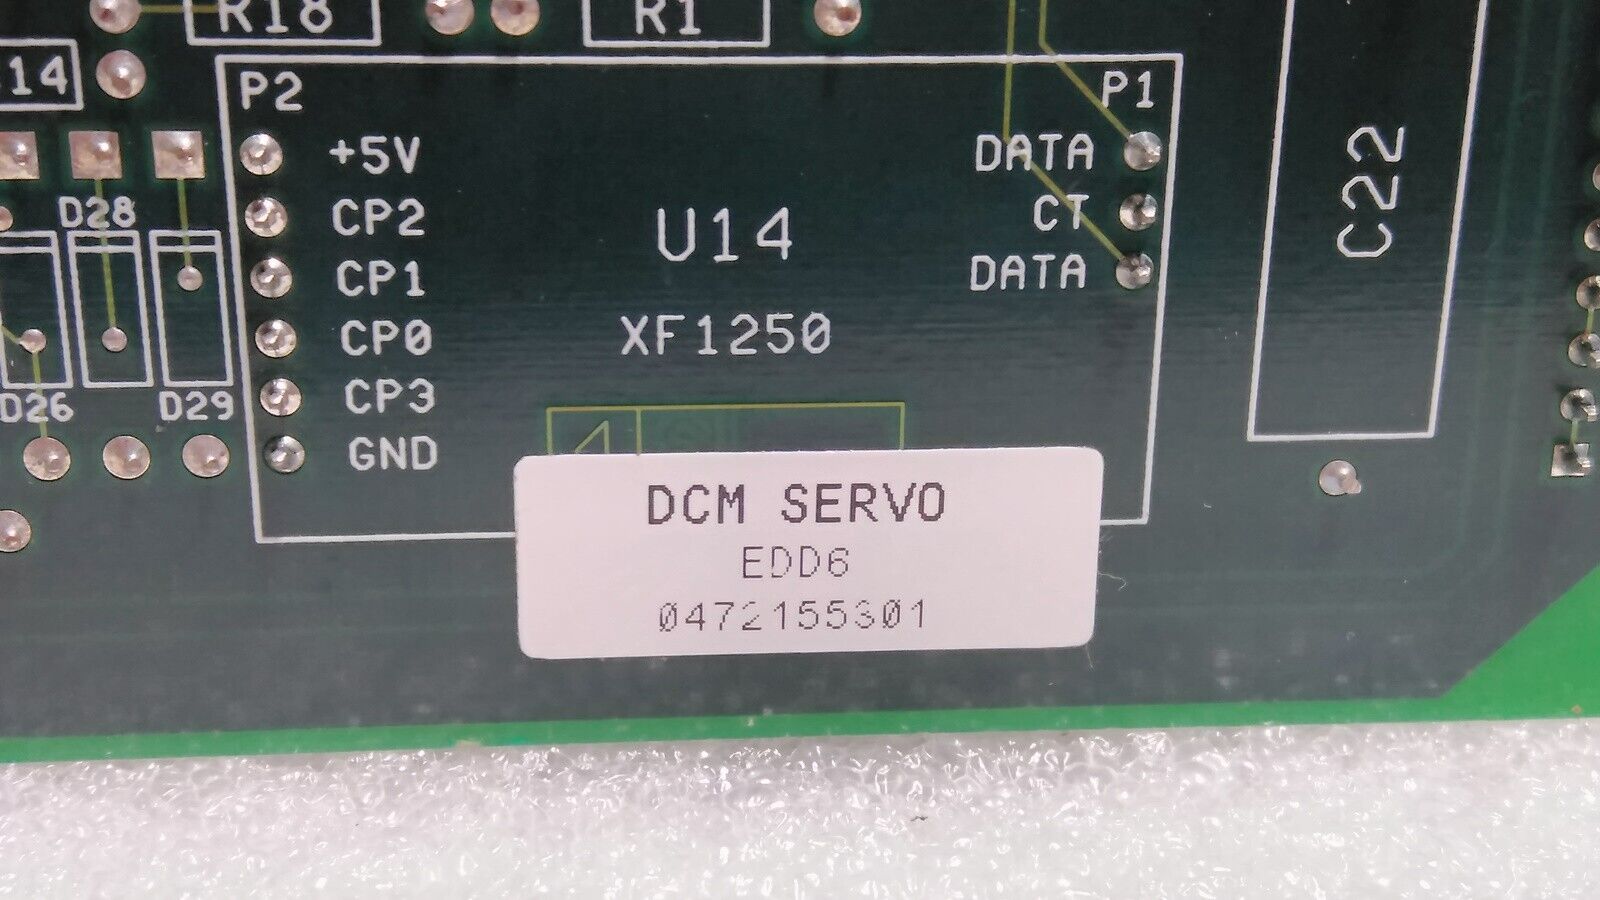 R18
R1
14
P2
P1
+5V
DATA
CP2
CT
D28
U14
C22
CP1
DATA
CP0
XF1250
CP3
D26
D29
GND
4
DCM SERVO
EDD6
0472155301